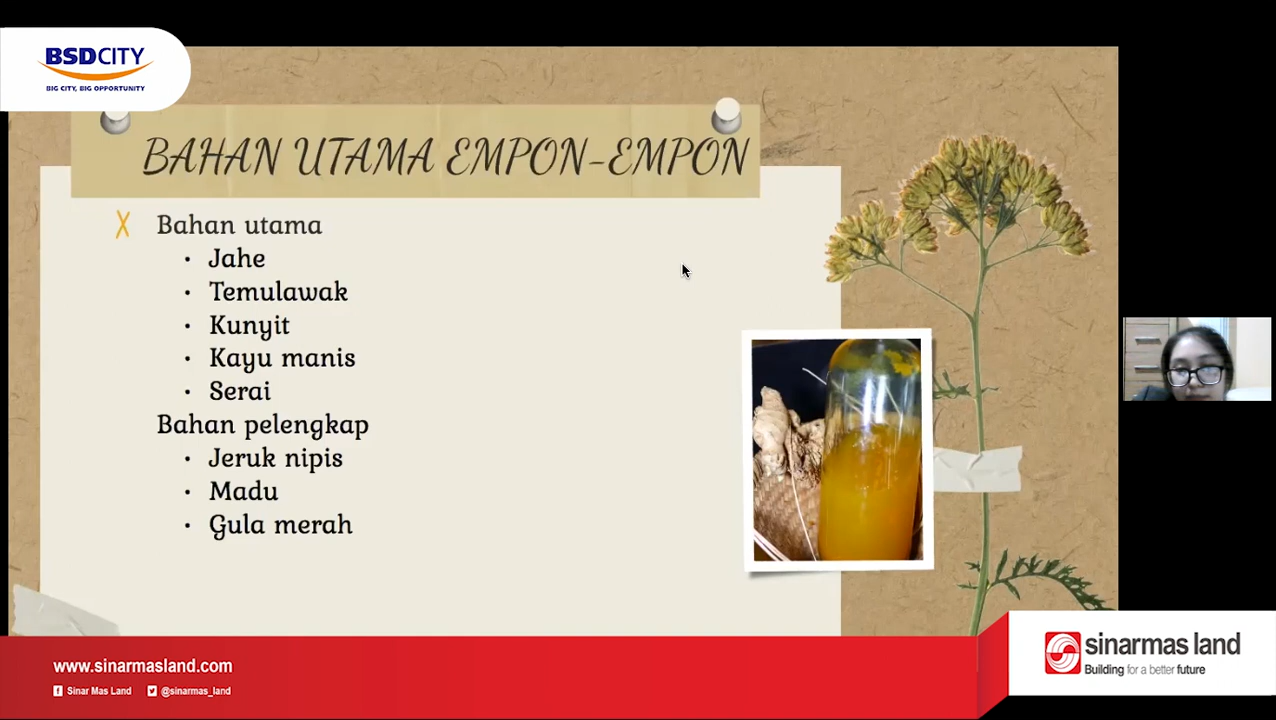 BSDCITY
BIG CITY, BIG OPPORTUNITY
BAHAN UTAMA EMPON-EMPON
Bahan utama
• Jahe
• Temulawak
• Kunyit
• Kayu manis
• Serai
Bahan pelengkap
• Jeruk nipis
• Madu
• Gula merah
www.sinarmasland.com
Sinar Mas Land @sinarmas_land
sinarmas land
Building for a better future